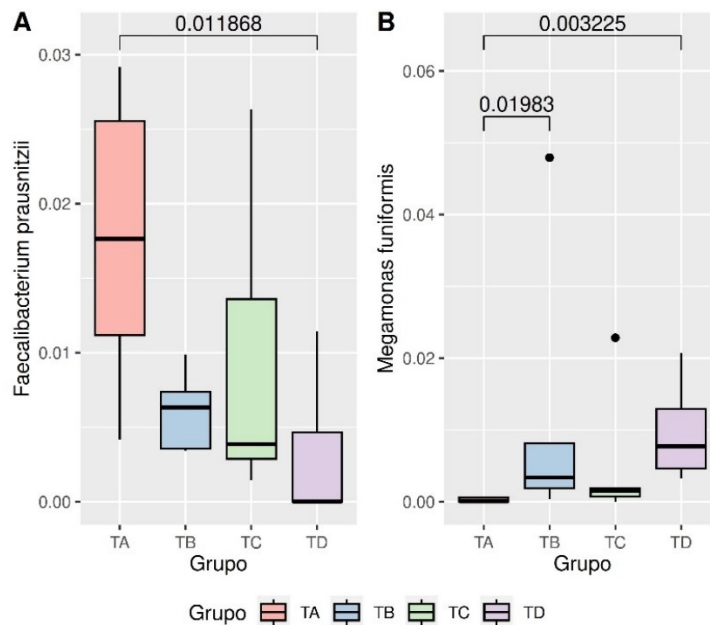 A
0.011868
0.03
0.02
0.01
0.00
Faecalibacterium prausnitzii
TA TB TC TD
Grupo
B
0.003225
0.01983
0.06
0.04
0.02
0.00
Megamonas funiformis
TA TB TC TD
Grupo
Grupo TA TB TC TD